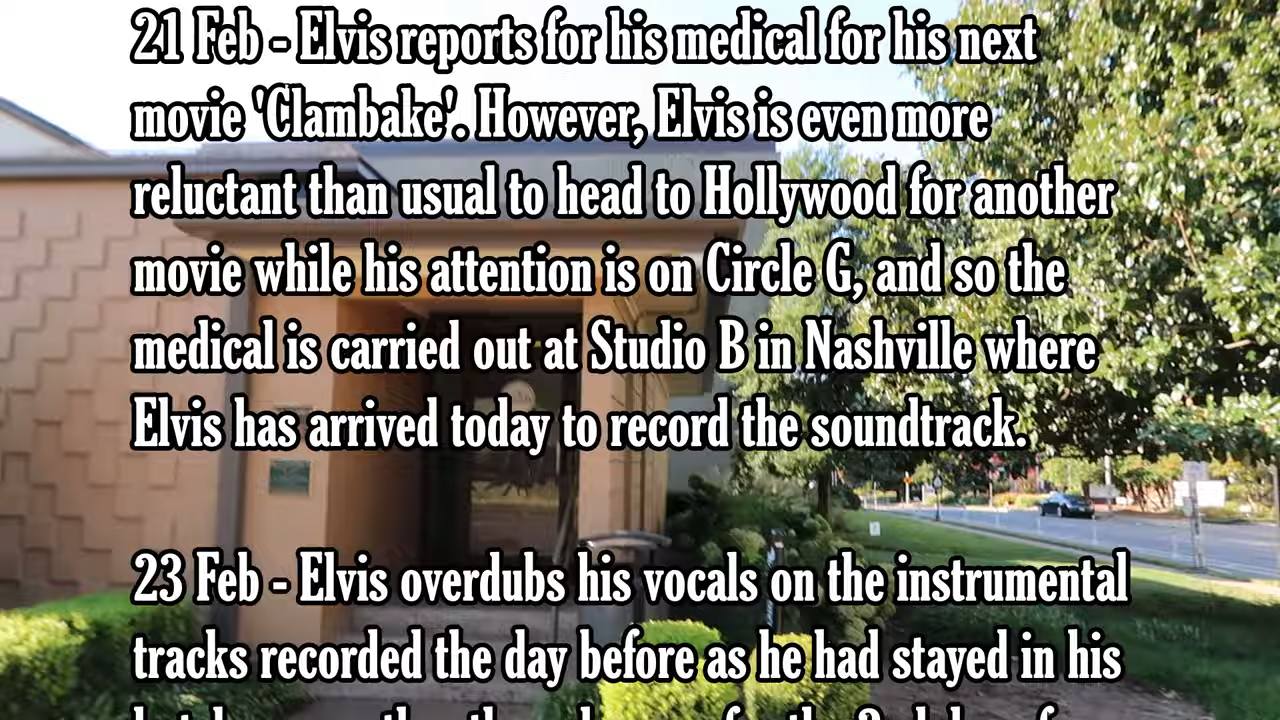 21 Feb - Elvis reports for his medical for his next
movie 'Clambake'. However, Elvis is even more
reluctant than usual to head to Hollywood for another
movie while his attention is on Circle G, and so the
medical is carried out at Studio B in Nashville where
Elvis has arrived today to record the soundtrack.
23 Feb - Elvis overdubs his vocals on the instrumental
tracks recorded the day before as he had stayed in his